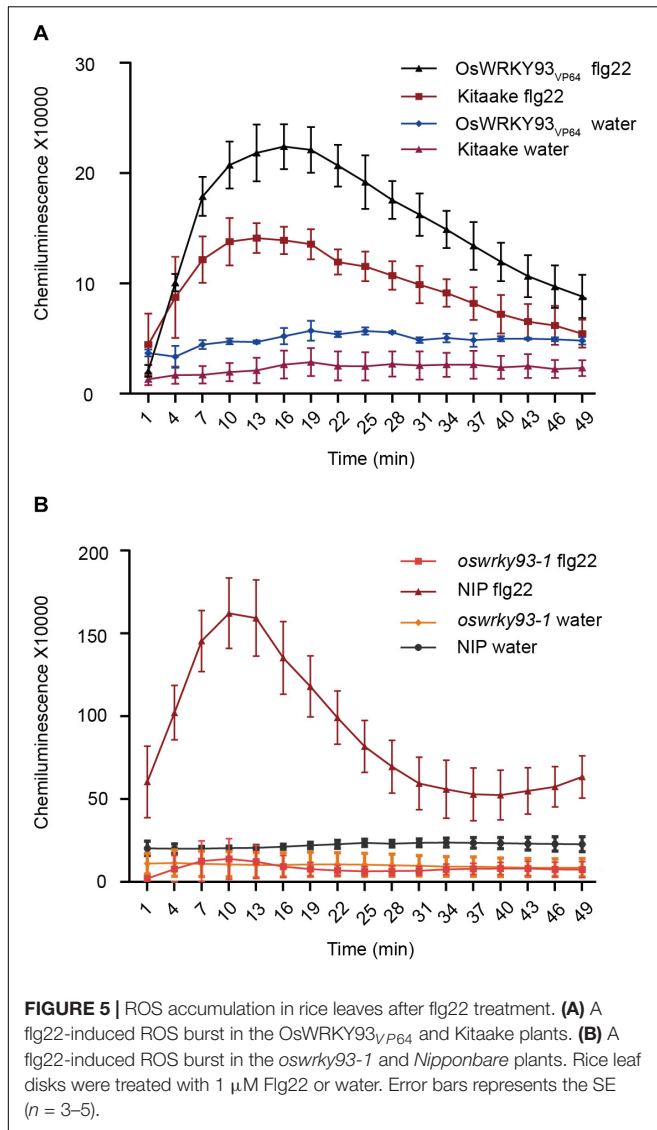 A
30
20
10
0
Chemiluminescence X10000
OsWRKY93VP64 flg22
Kitaake flg22
OsWRKY93VP64 water
Kitaake water
1 4 7 10 13 16 19 22 25 28 31 34 37 40 43 46 49
Time (min)
B
200
150
100
50
0
Chemiluminescence X10000
oswrky93-1 flg22
NIP flg22
oswrky93-1 water
NIP water
1 4 7 10 13 16 19 22 25 28 31 34 37 40 43 46 49
Time (min)
FIGURE 5 | ROS accumulation in rice leaves after flg22 treatment. (A) A
flg22-induced ROS burst in the OsWRKY93VP64 and Kitaake plants. (B) A
flg22-induced ROS burst in the oswrky93-1 and Nipponbare plants. Rice leaf
disks were treated with 1 μM Flg22 or water. Error bars represents the SE
(n = 3–5).